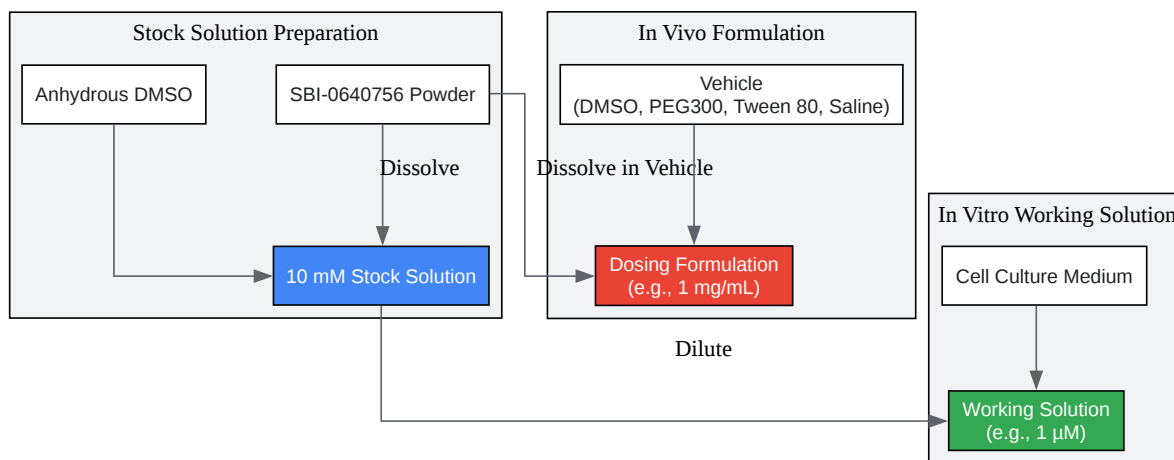 Stock Solution Preparation
Anhydrous DMSO
SBI-0640756 Powder
Dissolve
10 mM Stock Solution
In Vivo Formulation
Vehicle
(DMSO, PEG300, Tween 80, Saline)
Dissolve in Vehicle
Dosing Formulation
(e.g., 1 mg/mL)
Dilute
In Vitro Working Solution
Cell Culture Medium
Working Solution
(e.g., 1 µM)